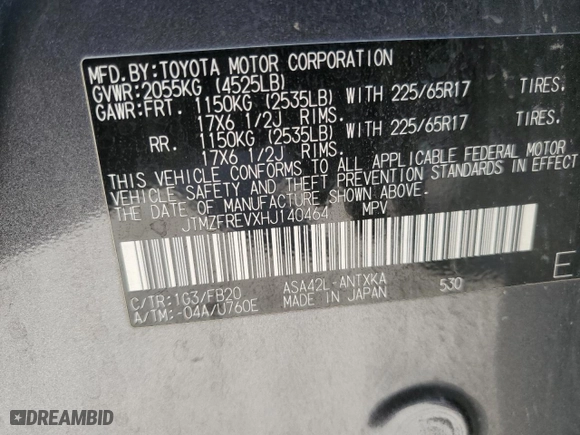 MFD.BY:TOYOTA MOTOR CORPORATION
GVWR:2055KG (4525LB)
GAWR:FRT. 1150KG (2535LB) WITH 225/65R17 TIRES.
17X6 1/2J RIMS.
RR. 1150KG (2535LB) WITH 225/65R17 TIRES.
17X6 1/2J RIMS.
THIS VEHICLE CONFORMS TO ALL APPLICABLE FEDERAL MOTOR
VEHICLE SAFETY AND THEFT PREVENTION STANDARDS IN EFFECT
ON THE DATE OF MANUFACTURE SHOWN ABOVE.
JTMZFREVXHJ140464 MPV
C/TR:1G3/FB20 ASA42L-ANTXKA 530 E
A/TM:-04A/U760E MADE IN JAPAN
DREAMBID